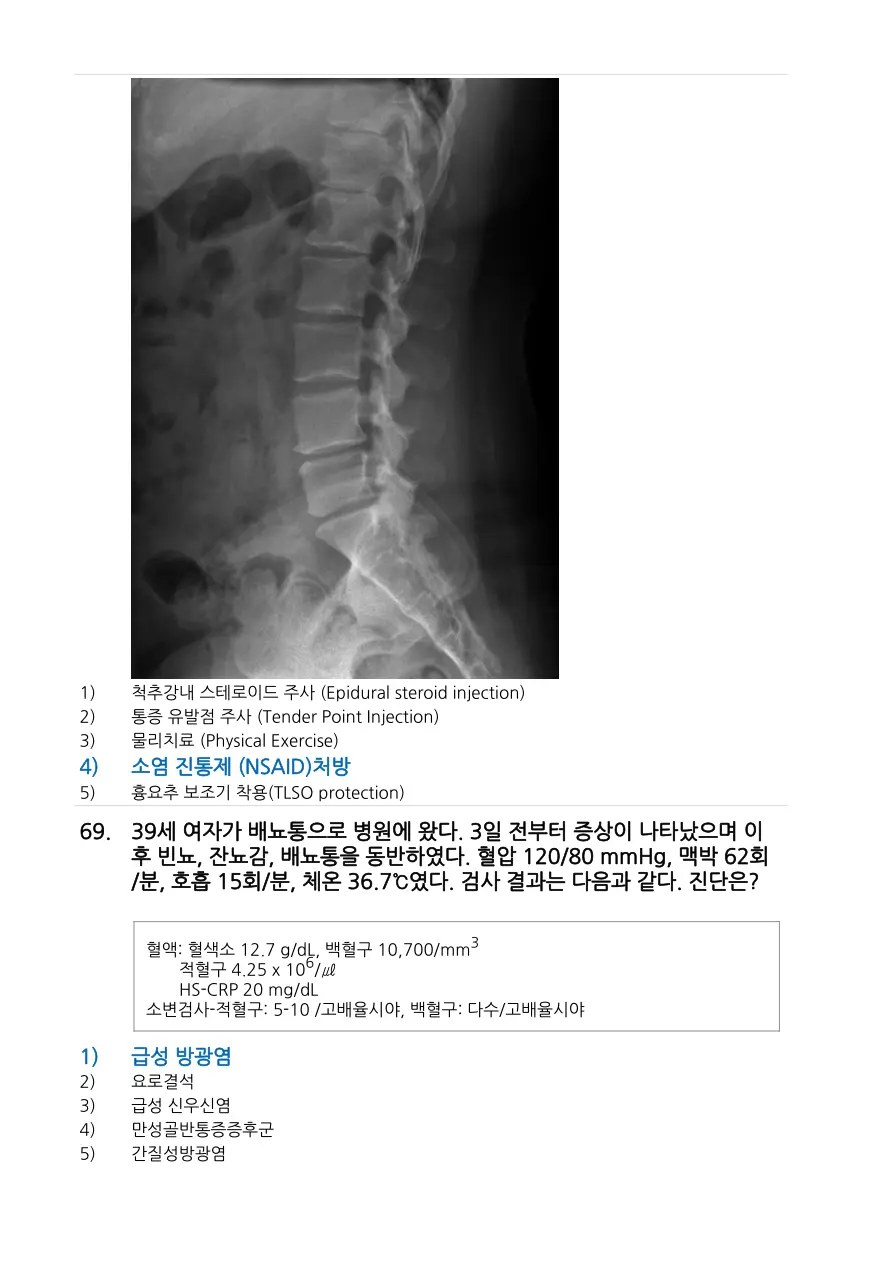 1) 척추강내 스테로이드 주사 (Epidural steroid injection)
2) 통증 유발점 주사 (Tender Point Injection)
3) 물리치료 (Physical Exercise)
4) 소염 진통제 (NSAID)처방
5) 흉요추 보조기 착용(TLSO protection)
69. 39세 여자가 배뇨통으로 병원에 왔다. 3일 전부터 증상이 나타났으며 이
후 빈뇨, 잔뇨감, 배뇨통을 동반하였다. 혈압 120/80 mmHg, 맥박 62회
/분, 호흡 15회/분, 체온 36.7℃였다. 검사 결과는 다음과 같다. 진단은?
혈액: 혈색소 12.7 g/dL, 백혈구 10,700/mm³
적혈구 4.25 x 10⁶/㎕
HS-CRP 20 mg/dL
소변검사-적혈구: 5-10 /고배율시야, 백혈구: 다수/고배율시야
1) 급성 방광염
2) 요로결석
3) 급성 신우신염
4) 만성골반통증증후군
5) 간질성방광염